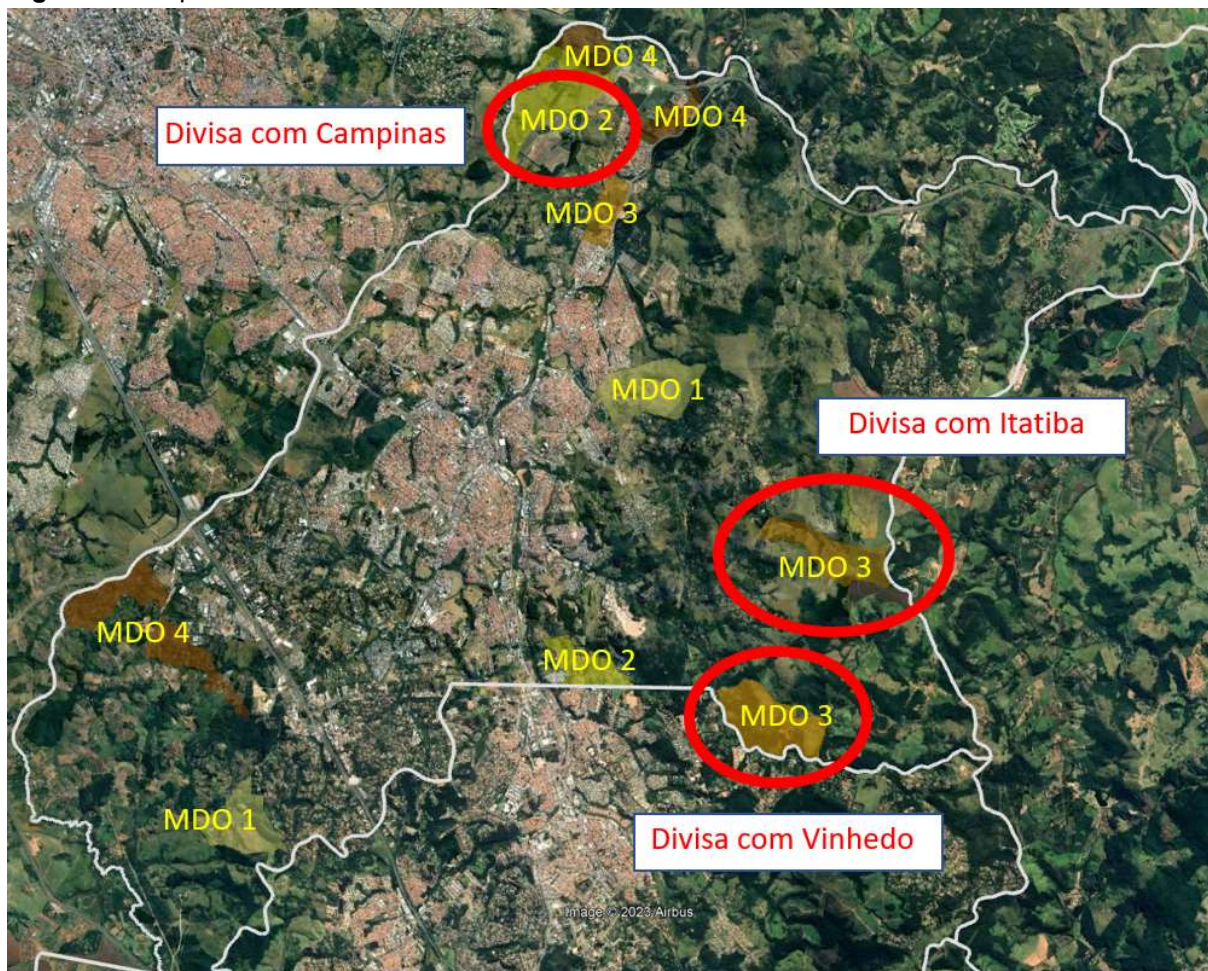 MDO 4
MDO 2
MDO 4
Divisa com Campinas
MDO 3
MDO 1
Divisa com Itatiba
MDO 3
MDO 4
MDO 2
MDO 3
MDO 1
Divisa com Vinhedo
Image © 2023 Airbus